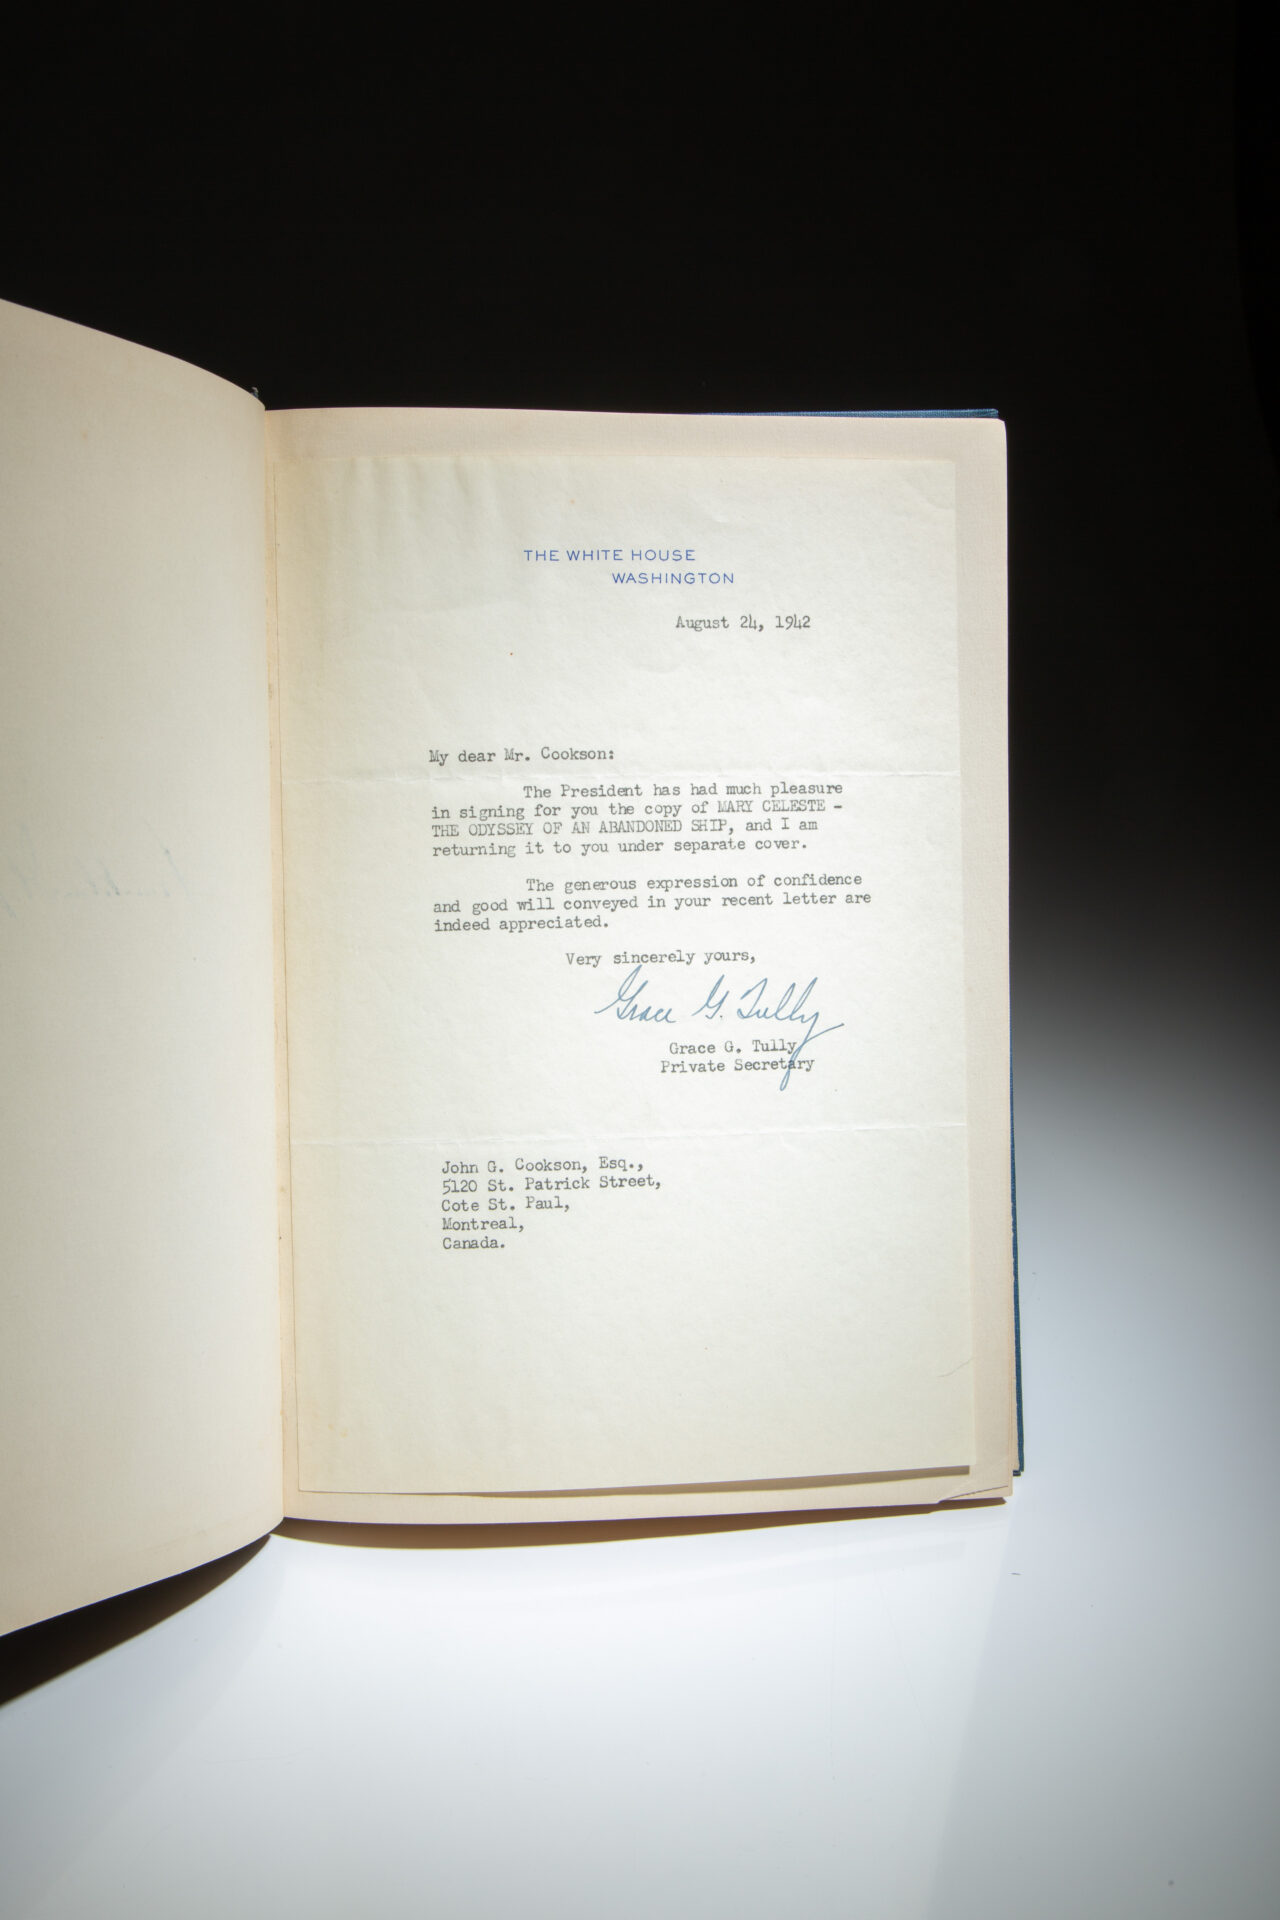 THE WHITE HOUSE
WASHINGTON
August 24, 1942
My dear Mr. Cookson:
The President has had much pleasure
in signing for you the copy of MARY CELESTE -
THE ODYSSEY OF AN ABANDONED SHIP, and I am
returning it to you under separate cover.
The generous expression of confidence
and good will conveyed in your recent letter are
indeed appreciated.
Very sincerely yours,
Grace G. Tully
Grace G. Tully
Private Secretary
John G. Cookson, Esq.,
5120 St. Patrick Street,
Cote St. Paul,
Montreal,
Canada.